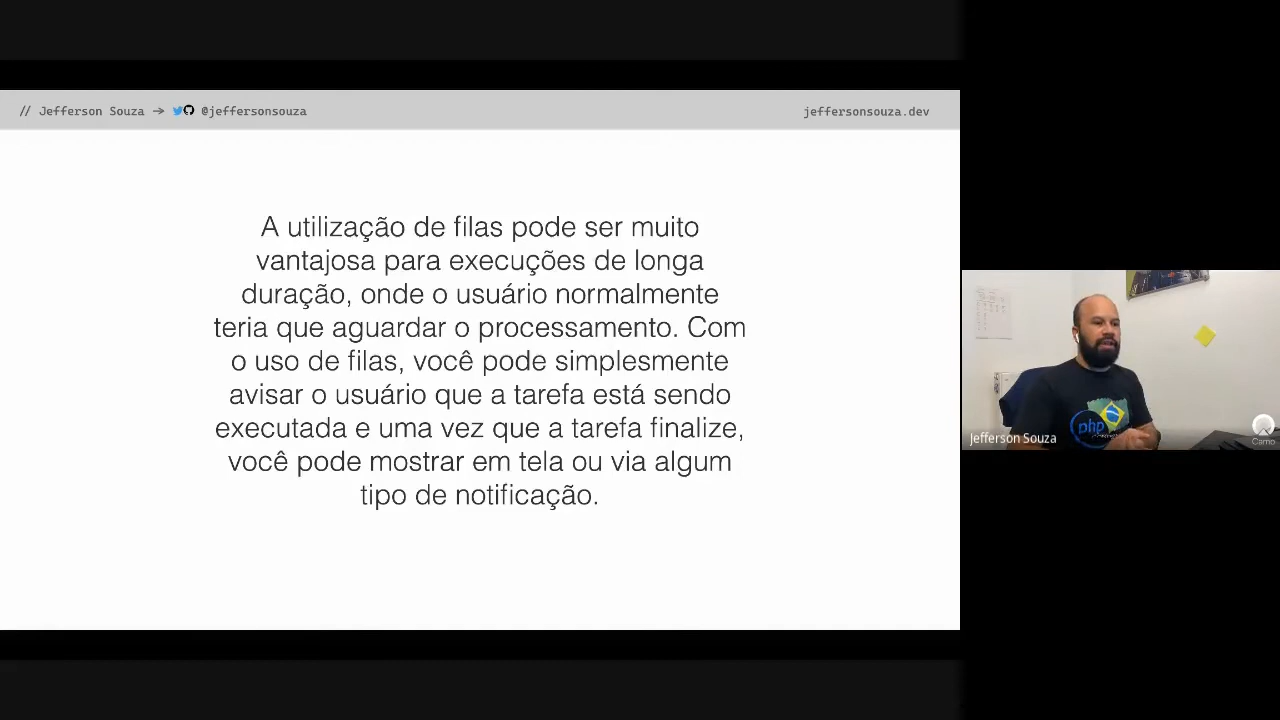 // Jefferson Souza → @jeffersonsouza
jeffersonsouza.dev
A utilização de filas pode ser muito
vantajosa para execuções de longa
duração, onde o usuário normalmente
teria que aguardar o processamento. Com
o uso de filas, você pode simplesmente
avisar o usuário que a tarefa está sendo
executada e uma vez que a tarefa finalize,
você pode mostrar em tela ou via algum
tipo de notificação.
php
Jefferson Souza
Camo